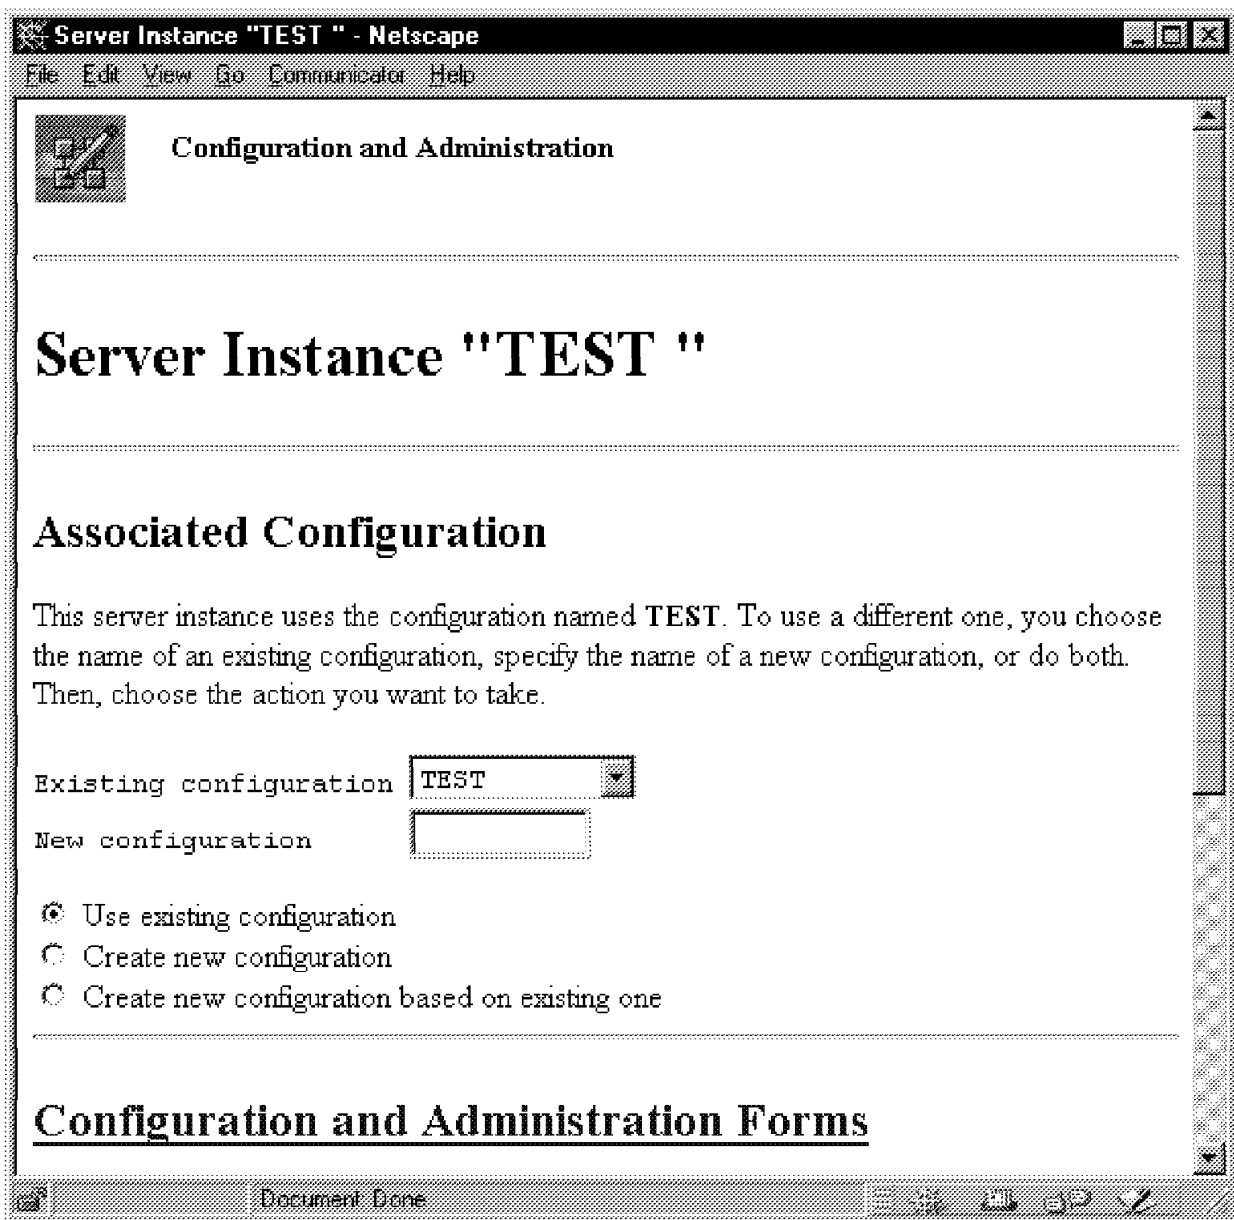 Server Instance "TEST " - Netscape
File Edit View Go Communicator Help
Configuration and Administration
Server Instance "TEST "
Associated Configuration
This server instance uses the configuration named TEST. To use a different one, you choose
the name of an existing configuration, specify the name of a new configuration, or do both.
Then, choose the action you want to take.
Existing configuration TEST
New configuration
Use existing configuration
Create new configuration
Create new configuration based on existing one
Configuration and Administration Forms
Document: Done